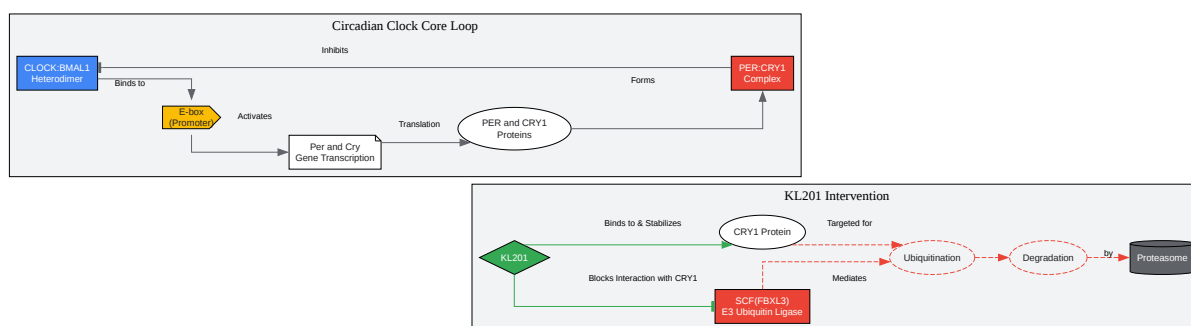 Circadian Clock Core Loop
Inhibits
CLOCK:BMAL1
Heterodimer
PER:CRY1
Complex
Binds to
Forms
E-box
(Promoter)
Activates
Translation
PER and CRY1
Proteins
Per and Cry
Gene Transcription
KL201 Intervention
Binds to & Stabilizes
CRY1 Protein
Targeted for
KL201
Ubiquitination
Degradation
by
Proteasome
Blocks Interaction with CRY1
Mediates
SCF(FBXL3)
E3 Ubiquitin Ligase